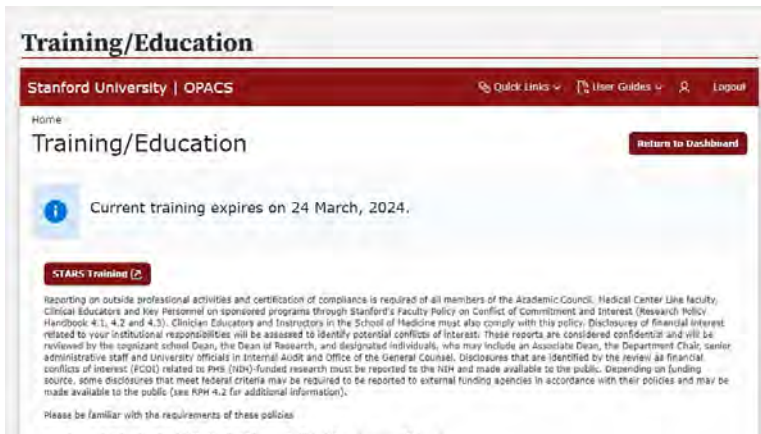 Training/Education
Stanford University | OPACS
Quick Links
User Guides
Logout
Home
Training/Education
Return to Dashboard
Current training expires on 24 March, 2024.
STARS Training
Reporting on outside professional activities and certification of compliance is required of all members of the Academic Council, Medical Center Line faculty,
Clinical Educators and Key Personnel on sponsored programs through Stanford's Faculty Policy on Conflict of Commitment and Interest (Research Policy
Handbook 4.1, 4.2 and 4.3). Clinician Educators and Instructors in the School of Medicine must also comply with this policy. Disclosures of financial interest
related to your institutional responsibilities will be assessed to identify potential conflicts of interest. These reports are considered confidential and will be
reviewed by the cognizant school Dean, the Dean of Research, and designated individuals, who may include an Associate Dean, the Department Chair, senior
administrative staff and University officials in Internal Audit and Office of the General Counsel. Disclosures that are identified by the review as financial
conflicts of interest (FCOI) related to PHS (NIH)-funded research must be reported to the NIH and made available to the public. Depending on funding
source, some disclosures that meet federal criteria may be required to be reported to external funding agencies in accordance with their policies and may be
made available to the public (see RPH 4.2 for additional information).
Please be familiar with the requirements of these policies